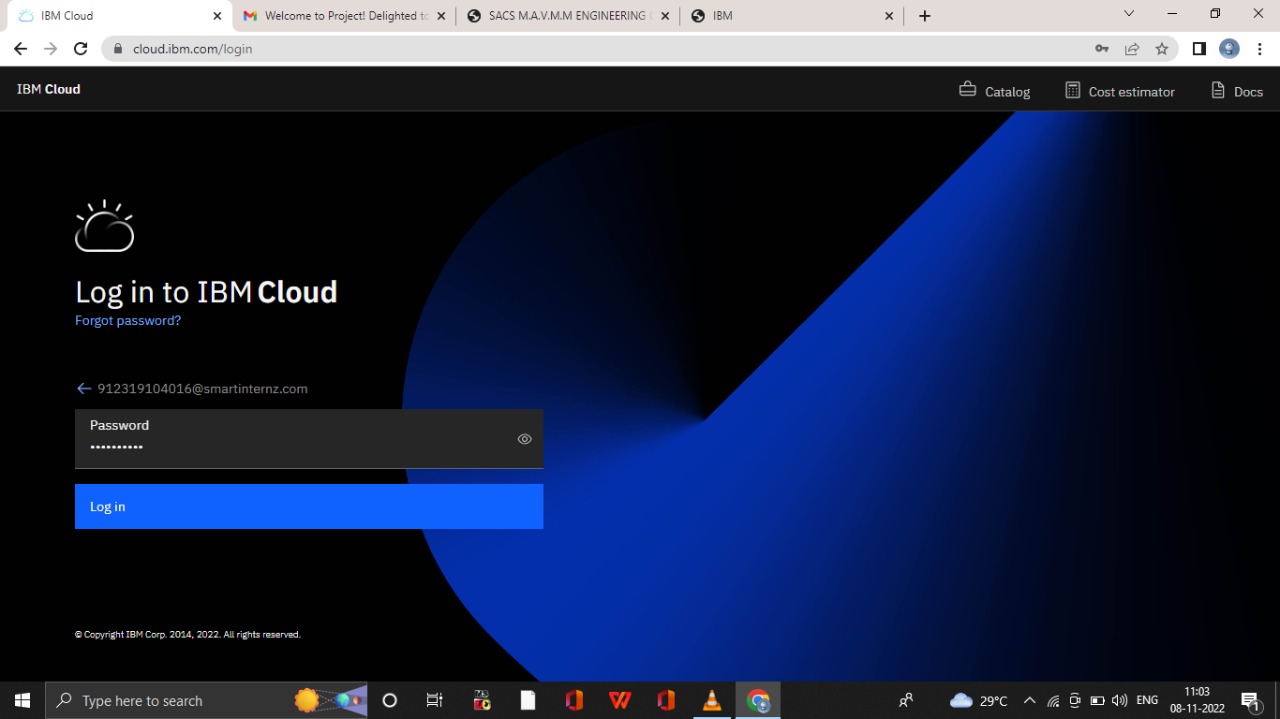 IBM Cloud
Welcome to Project! Delighted to
SACS M.A.V.M.M ENGINEERING
IBM
cloud.ibm.com/login
IBM Cloud
Catalog
Cost estimator
Docs
Log in to IBM Cloud
Forgot password?
912319104016@smartinternz.com
Password
••••••••••
Log in
© Copyright IBM Corp. 2014, 2022. All rights reserved.
Type here to search
29°C
ENG
11:03
08-11-2022
1